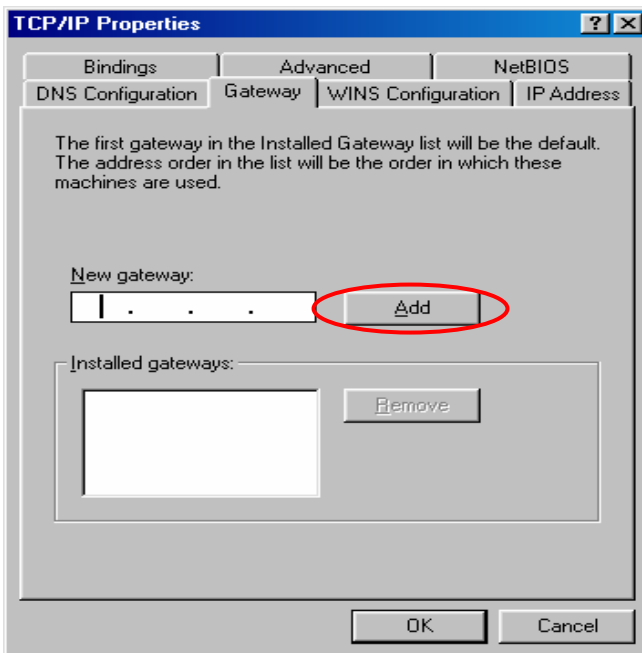 TCP/IP Properties
Bindings Advanced NetBIOS
DNS Configuration Gateway WINS Configuration IP Address
The first gateway in the Installed Gateway list will be the default.
The address order in the list will be the order in which these
machines are used.
New gateway:
. . .
Add
Installed gateways:
Remove
OK Cancel